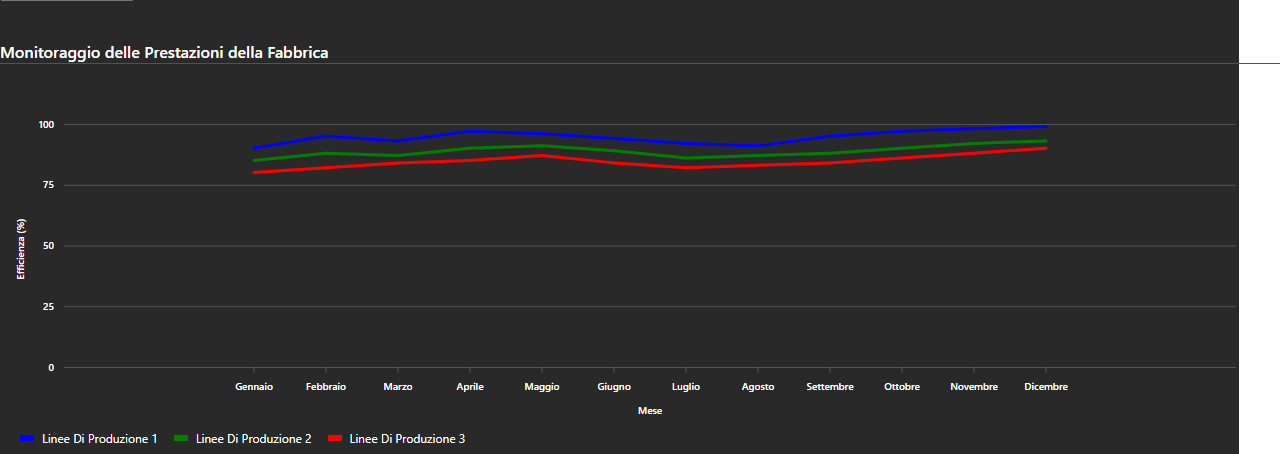 Monitoraggio delle Prestazioni della Fabbrica
100
75
50
25
0
Efficienza (%)
Gennaio Febbraio Marzo Aprile Maggio Giugno Luglio Agosto Settembre Ottobre Novembre Dicembre
Mese
Linee Di Produzione 1 Linee Di Produzione 2 Linee Di Produzione 3